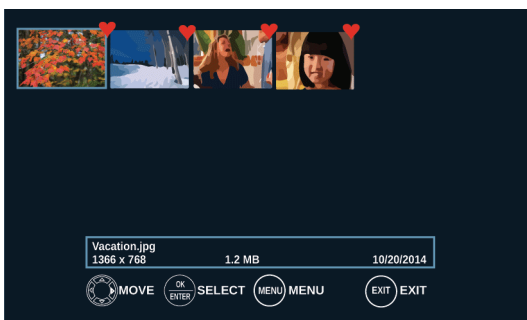 Vacation.jpg
1366 x 768 1.2 MB 10/20/2014
MOVE OK ENTER SELECT MENU MENU EXIT EXIT